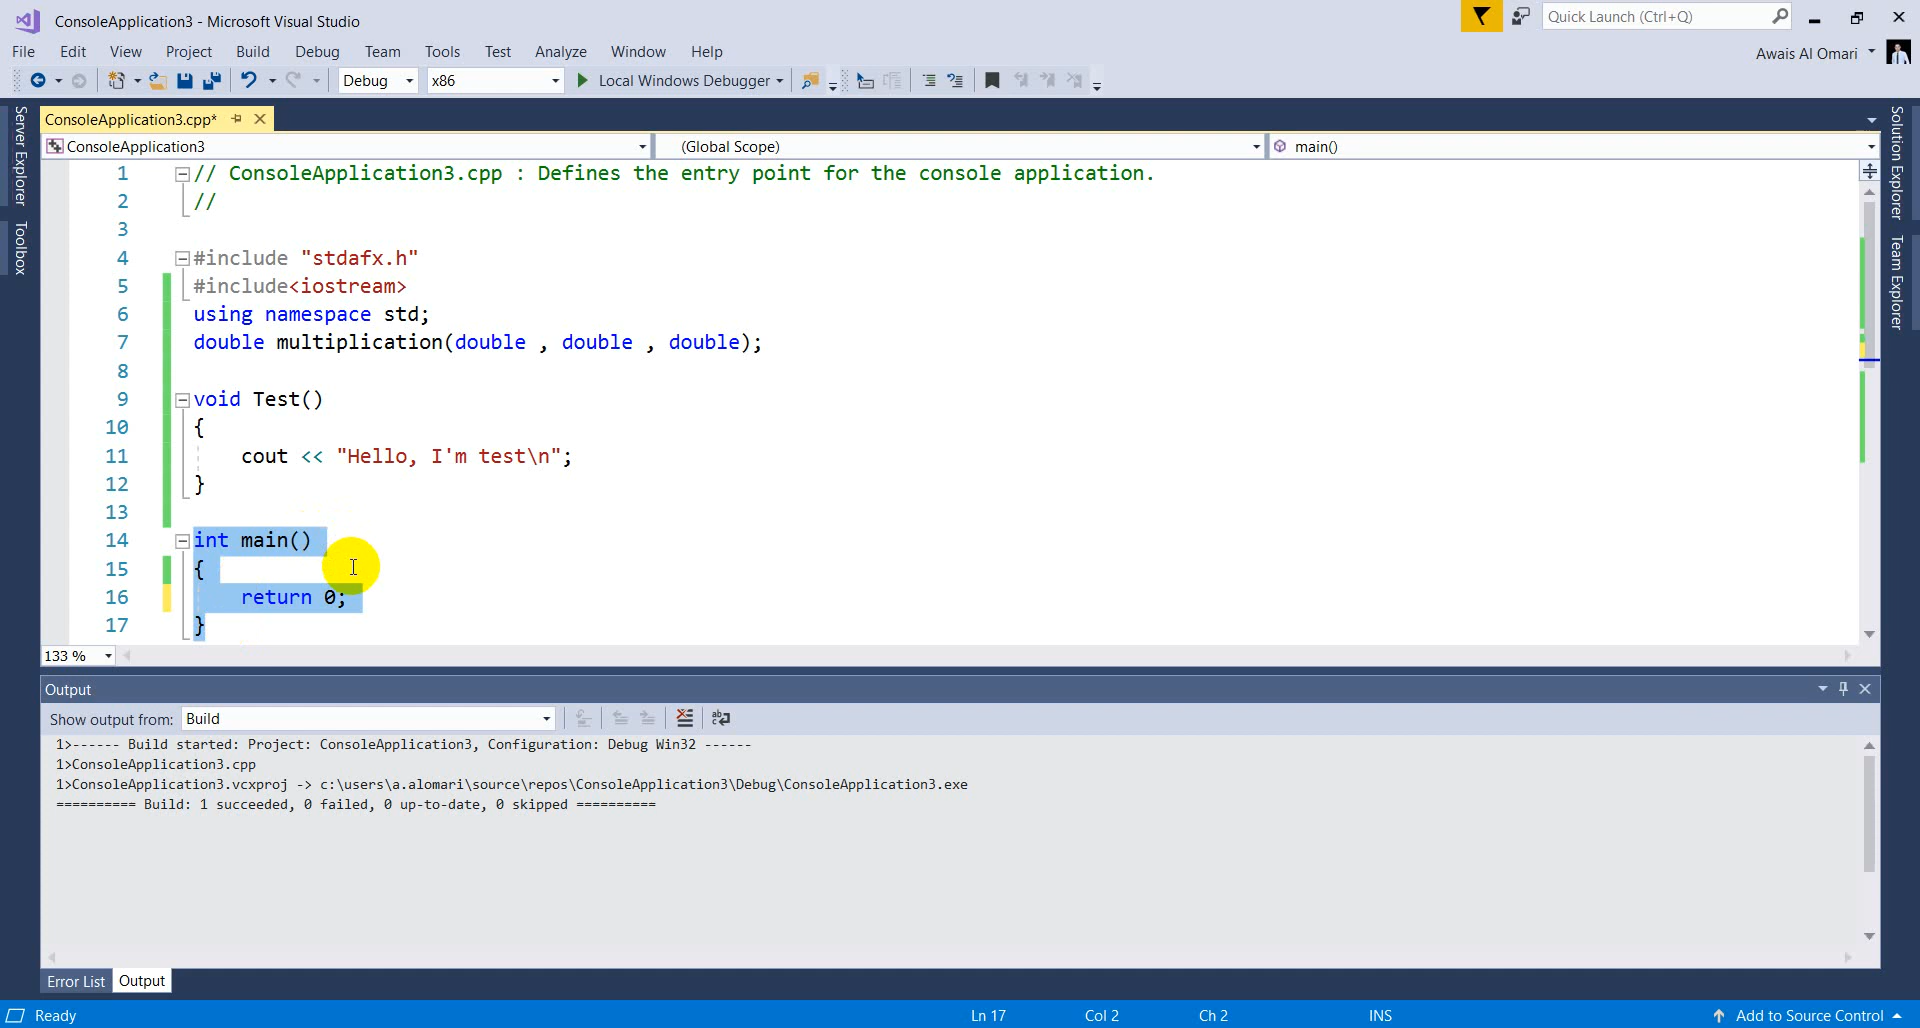 ConsoleApplication3 - Microsoft Visual Studio
Quick Launch (Ctrl+Q)
File Edit View Project Build Debug Team Tools Test Analyze Window Help
Awais Al Omari
Debug x86 Local Windows Debugger
Server Explorer
Toolbox
Solution Explorer
Team Explorer
ConsoleApplication3.cpp*
ConsoleApplication3 (Global Scope) main()
1 // ConsoleApplication3.cpp : Defines the entry point for the console application.
2 //
3
4 #include "stdafx.h"
5 #include<iostream>
6 using namespace std;
7 double multiplication(double , double , double);
8
9 void Test()
10 {
11 cout << "Hello, I'm test\n";
12 }
13
14 int main()
15 {
16 return 0;
17 }
133 %
Output
Show output from: Build
1>------ Build started: Project: ConsoleApplication3, Configuration: Debug Win32 ------
1>ConsoleApplication3.cpp
1>ConsoleApplication3.vcxproj -> c:\users\a.alomari\source\repos\ConsoleApplication3\Debug\ConsoleApplication3.exe
========== Build: 1 succeeded, 0 failed, 0 up-to-date, 0 skipped ==========
Error List Output
Ready Ln 17 Col 2 Ch 2 INS Add to Source Control